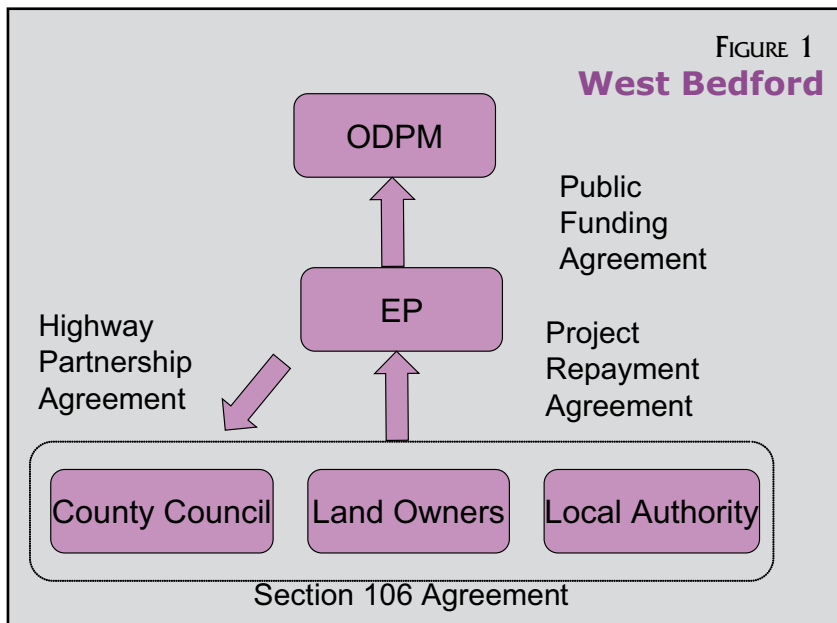 FIGURE 1
West Bedford
ODPM
Public
Funding
Agreement
EP
Highway
Partnership
Agreement
Project
Repayment
Agreement
County Council
Land Owners
Local Authority
Section 106 Agreement